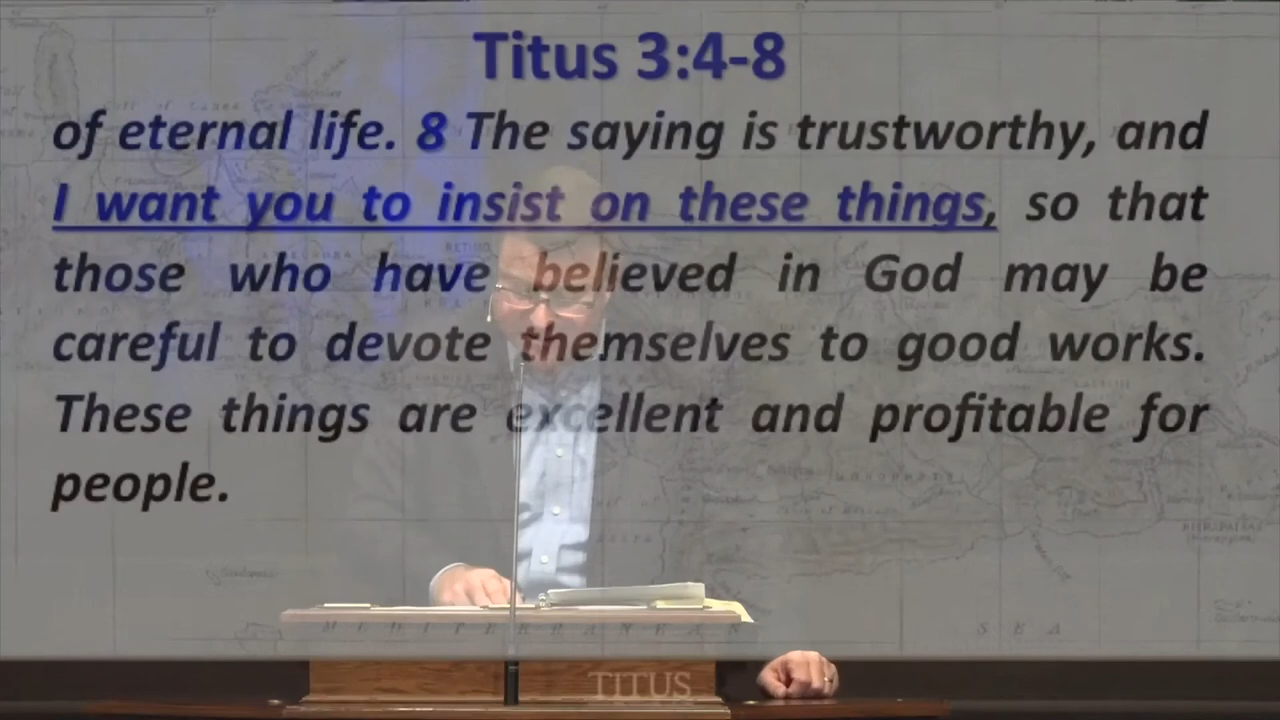 Titus 3:4-8
of eternal life. 8 The saying is trustworthy, and
I want you to insist on these things, so that
those who have believed in God may be
careful to devote themselves to good works.
These things are excellent and profitable for
people.
M E D I T E R R A N E A N S E A
TITUS